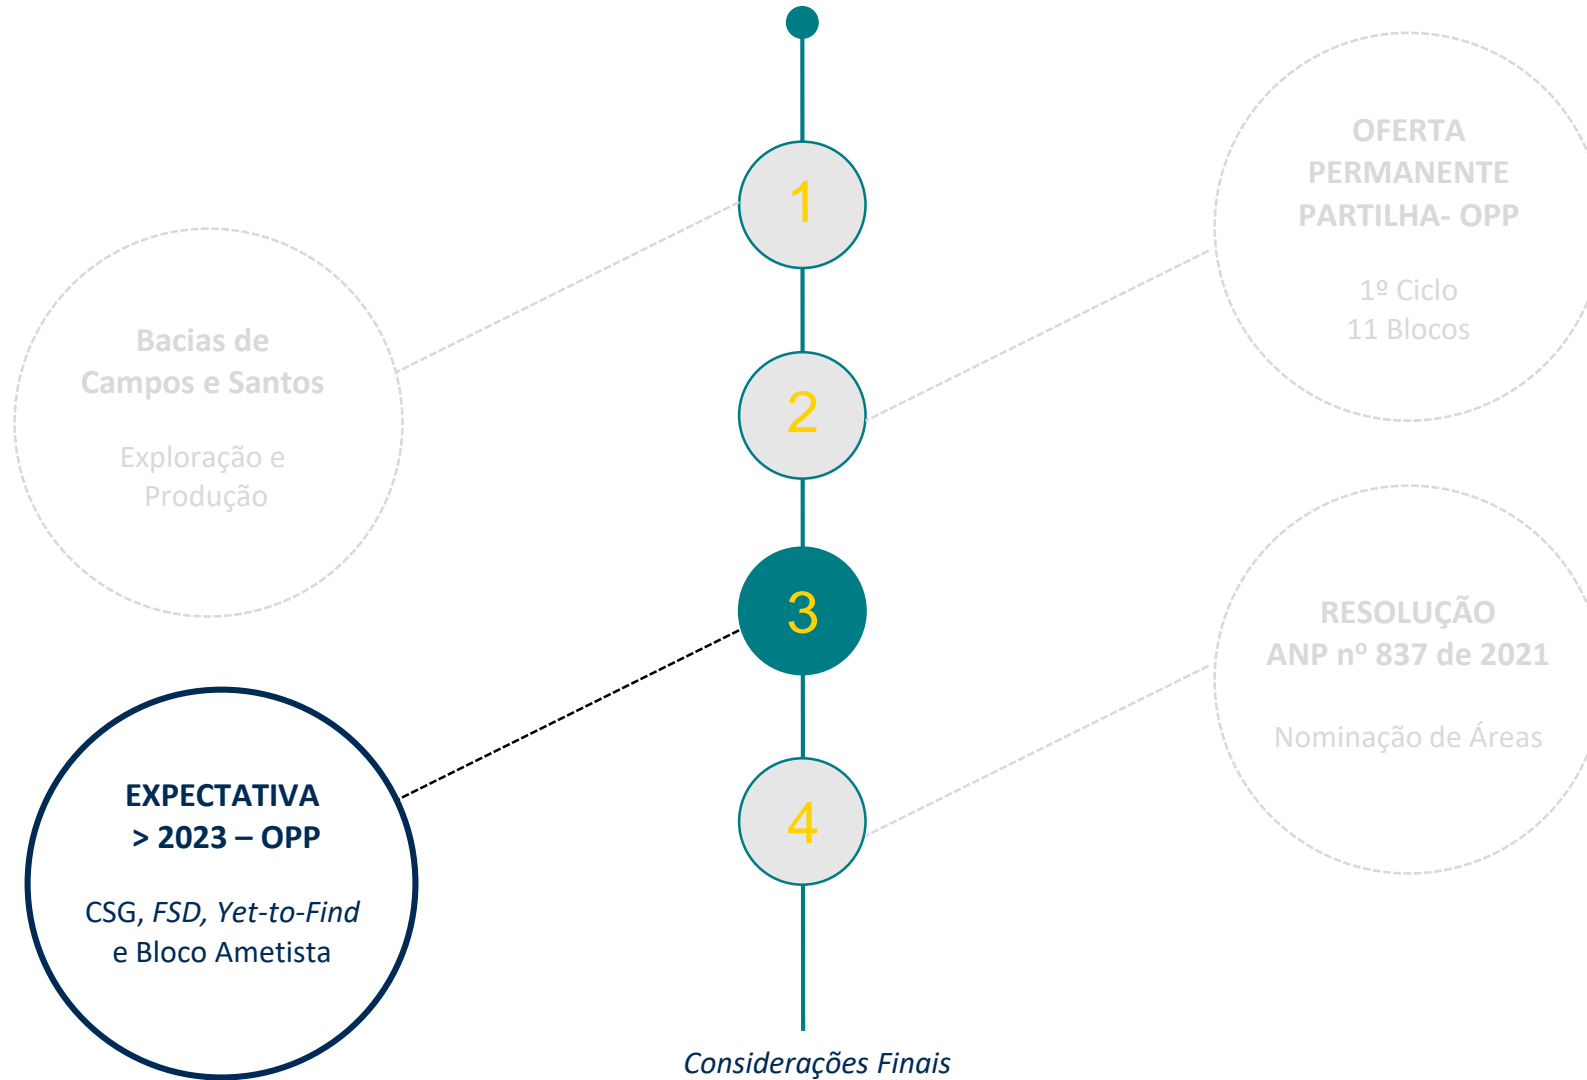 1
Bacias de
Campos e Santos
Exploração e
Produção
2
OFERTA
PERMANENTE
PARTILHA- OPP
1º Ciclo
11 Blocos
3
EXPECTATIVA
> 2023 – OPP
CSG, FSD, Yet-to-Find
e Bloco Ametista
4
RESOLUÇÃO
ANP nº 837 de 2021
Nominação de Áreas
Considerações Finais